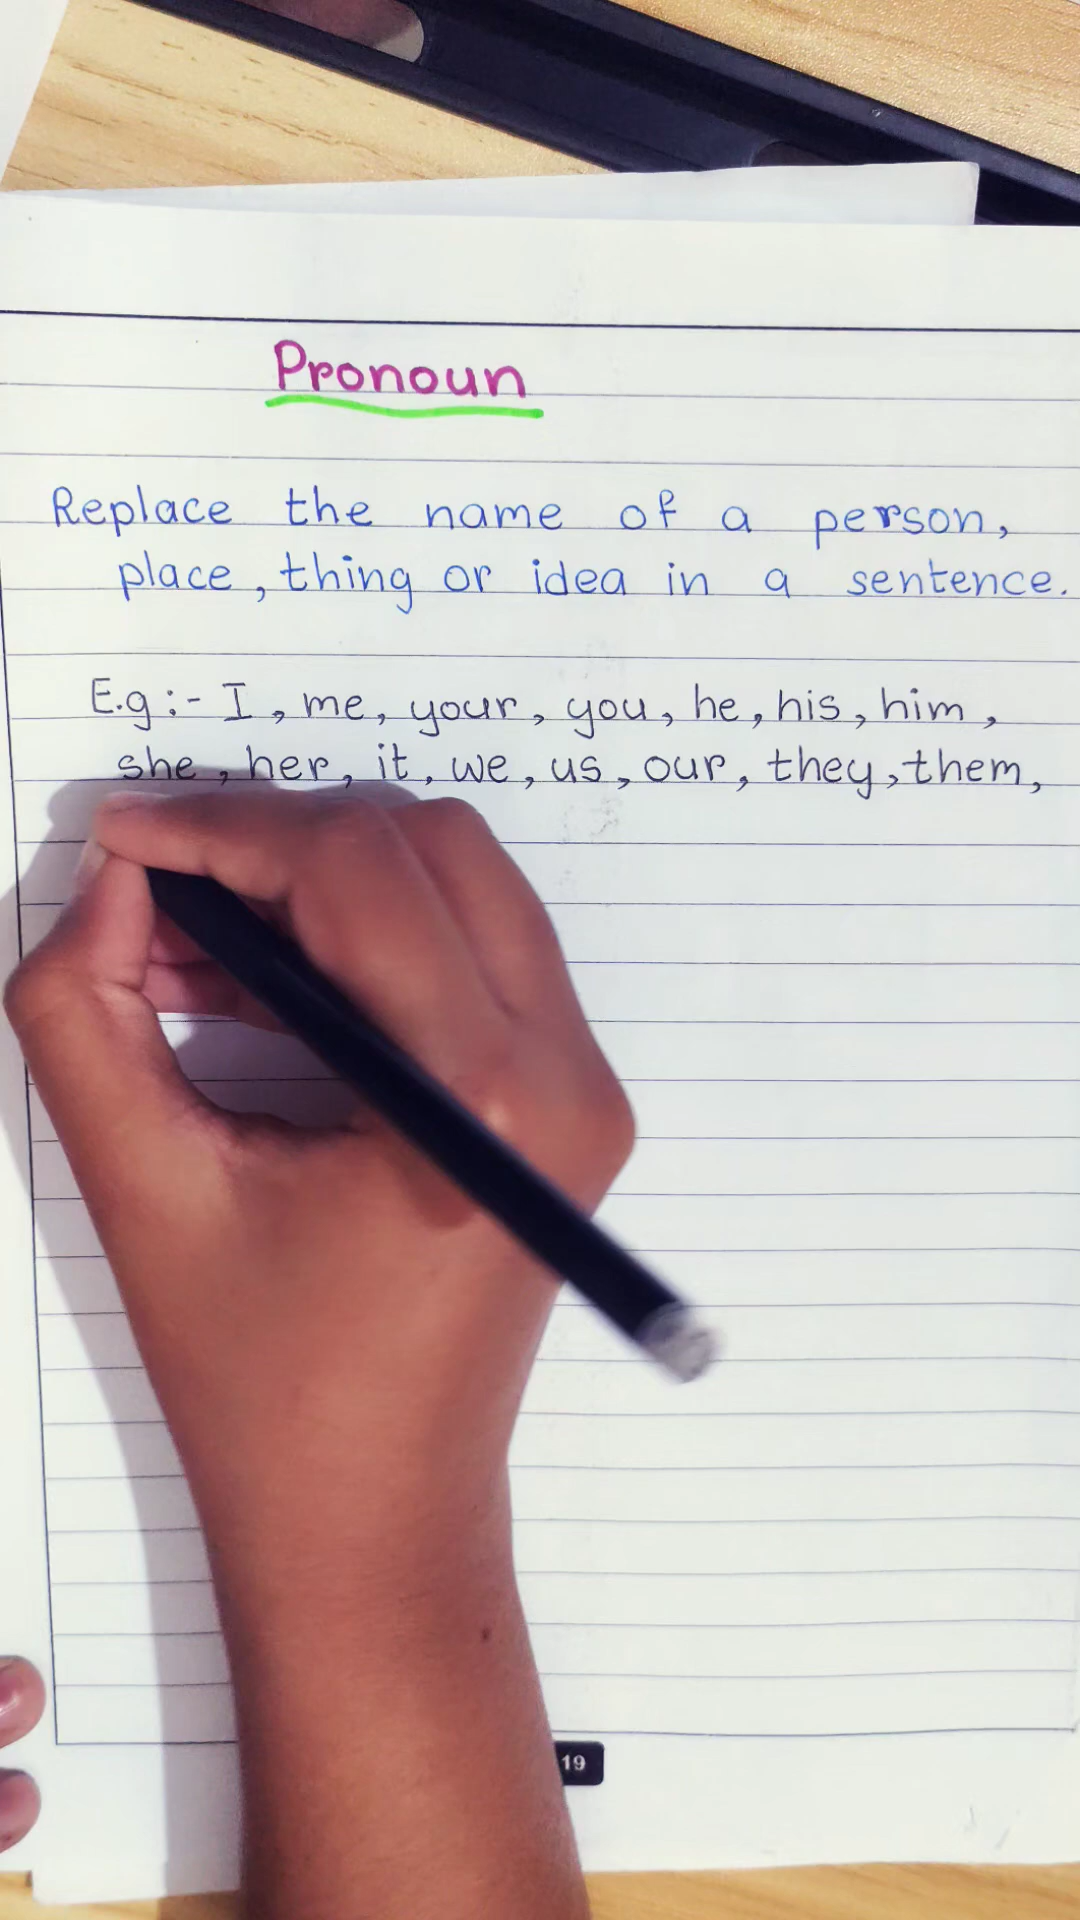 Pronoun
Replace the name of a person,
place, thing or idea in a sentence.
E.g :- I, me, your, you, he, his, him,
she, her, it, we, us, our, they, them,
19